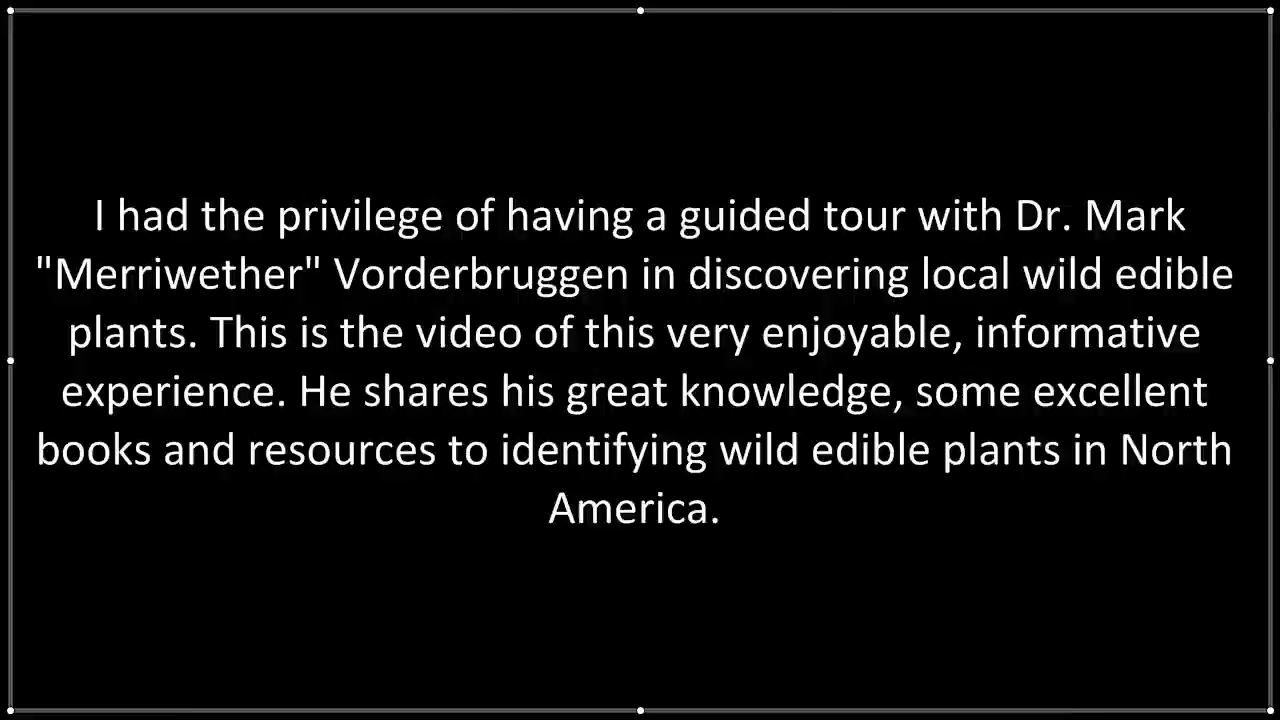 I had the privilege of having a guided tour with Dr. Mark
"Merriwether" Vorderbruggen in discovering local wild edible
plants. This is the video of this very enjoyable, informative
experience. He shares his great knowledge, some excellent
books and resources to identifying wild edible plants in North
America.